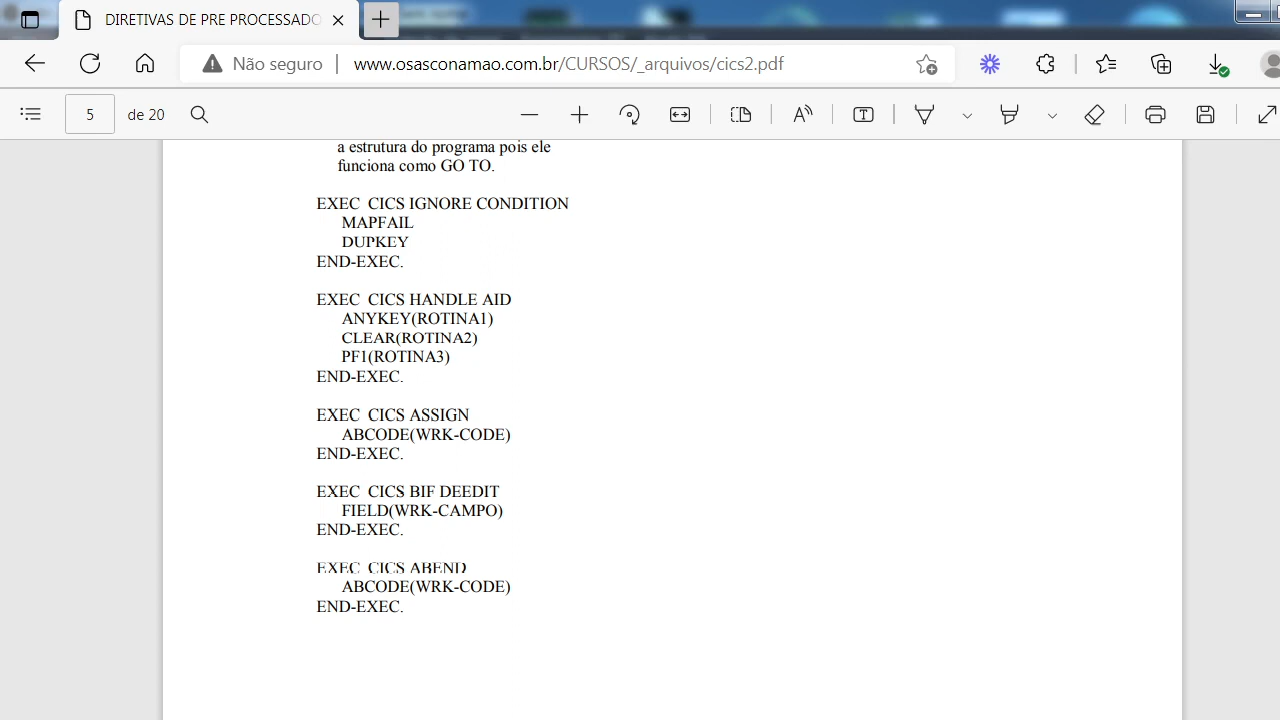 DIRETIVAS DE PRE PROCESSADO
Não seguro
www.osasconamao.com.br/CURSOS/_arquivos/cics2.pdf
5 de 20
a estrutura do programa pois ele
funciona como GO TO.
EXEC CICS IGNORE CONDITION
MAPFAIL
DUPKEY
END-EXEC.
EXEC CICS HANDLE AID
ANYKEY(ROTINA1)
CLEAR(ROTINA2)
PF1(ROTINA3)
END-EXEC.
EXEC CICS ASSIGN
ABCODE(WRK-CODE)
END-EXEC.
EXEC CICS BIF DEEDIT
FIELD(WRK-CAMPO)
END-EXEC.
EXEC CICS ABEND
ABCODE(WRK-CODE)
END-EXEC.